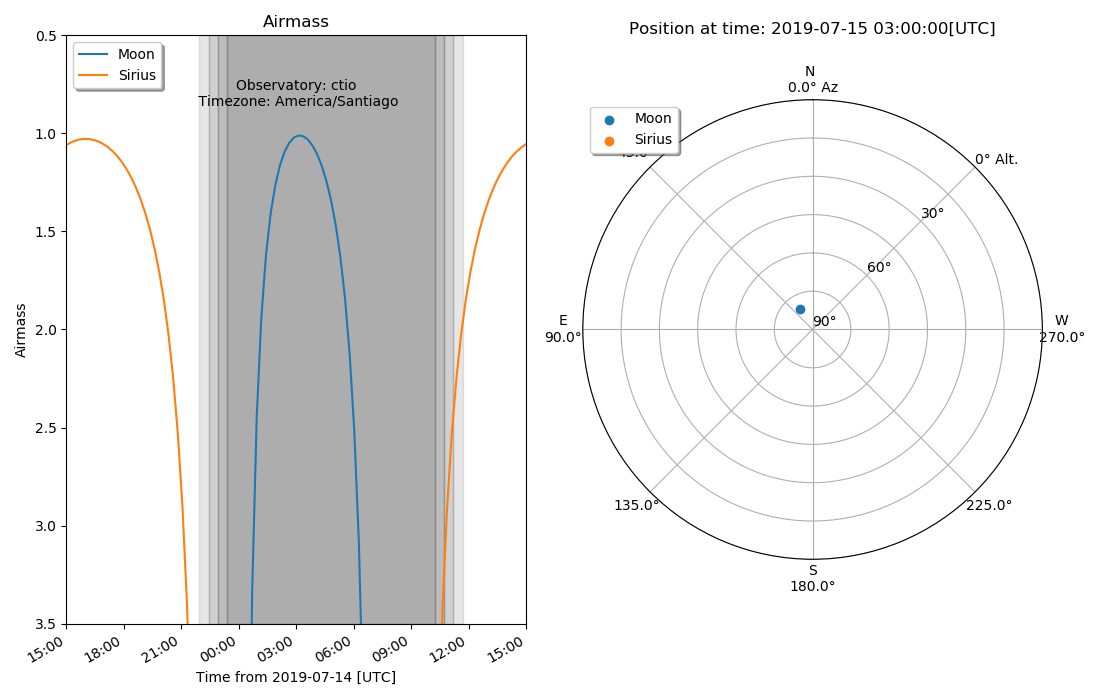 Airmass
0.5
1.0
1.5
2.0
2.5
3.0
3.5
Airmass
Moon
Sirius
Observatory: ctio
Timezone: America/Santiago
15:00
18:00
21:00
00:00
03:00
06:00
09:00
12:00
15:00
Time from 2019-07-14 [UTC]
Position at time: 2019-07-15 03:00:00[UTC]
N
0.0° Az
Moon
Sirius
0° Alt.
30°
60°
90°
E
90.0°
W
270.0°
135.0°
225.0°
S
180.0°